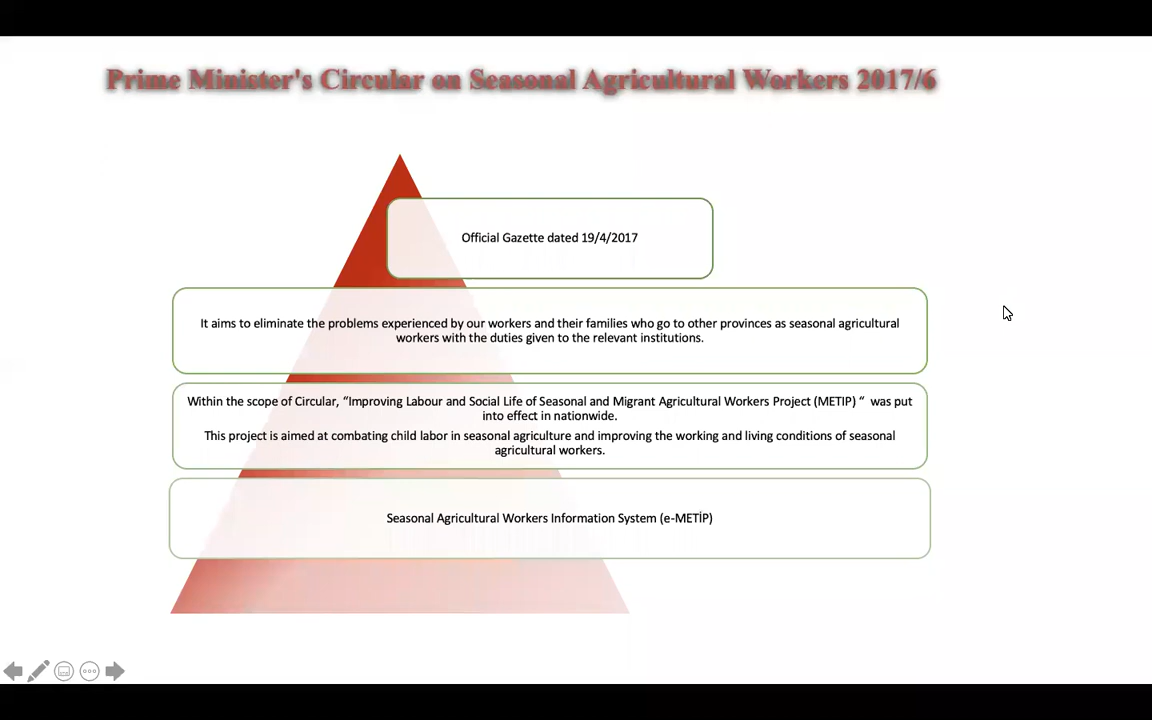 Prime Minister's Circular on Seasonal Agricultural Workers 2017/6
Official Gazette dated 19/4/2017
It aims to eliminate the problems experienced by our workers and their families who go to other provinces as seasonal agricultural
workers with the duties given to the relevant institutions.
Within the scope of Circular, “Improving Labour and Social Life of Seasonal and Migrant Agricultural Workers Project (METIP) “ was put
into effect in nationwide.
This project is aimed at combating child labor in seasonal agriculture and improving the working and living conditions of seasonal
agricultural workers.
Seasonal Agricultural Workers Information System (e-METİP)